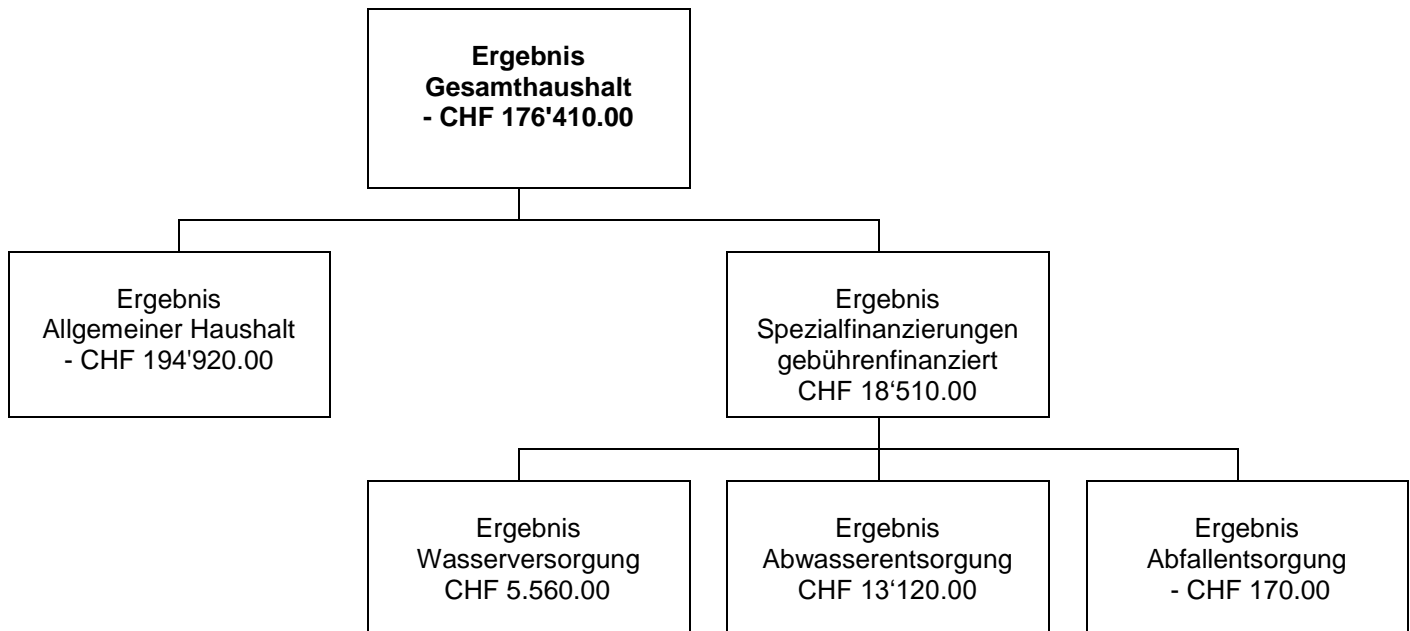 Ergebnis
Gesamthaushalt
- CHF 176'410.00
Ergebnis
Allgemeiner Haushalt
- CHF 194'920.00
Ergebnis
Spezialfinanzierungen
gebührenfinanziert
CHF 18‘510.00
Ergebnis
Wasserversorgung
CHF 5.560.00
Ergebnis
Abwasserentsorgung
CHF 13‘120.00
Ergebnis
Abfallentsorgung
- CHF 170.00